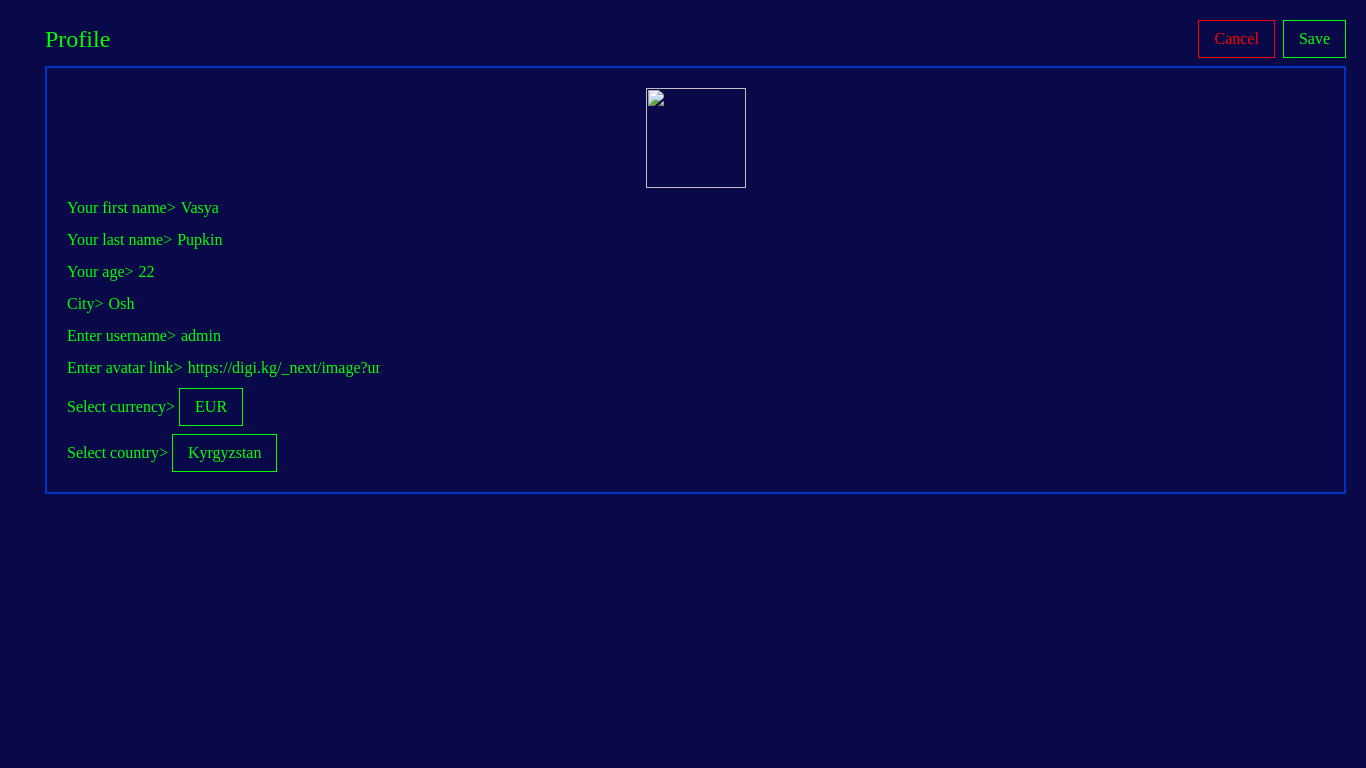 Profile
Cancel
Save
Your first name> Vasya
Your last name> Pupkin
Your age> 22
City> Osh
Enter username> admin
Enter avatar link> https://digi.kg/_next/image?ur
Select currency> EUR
Select country> Kyrgyzstan